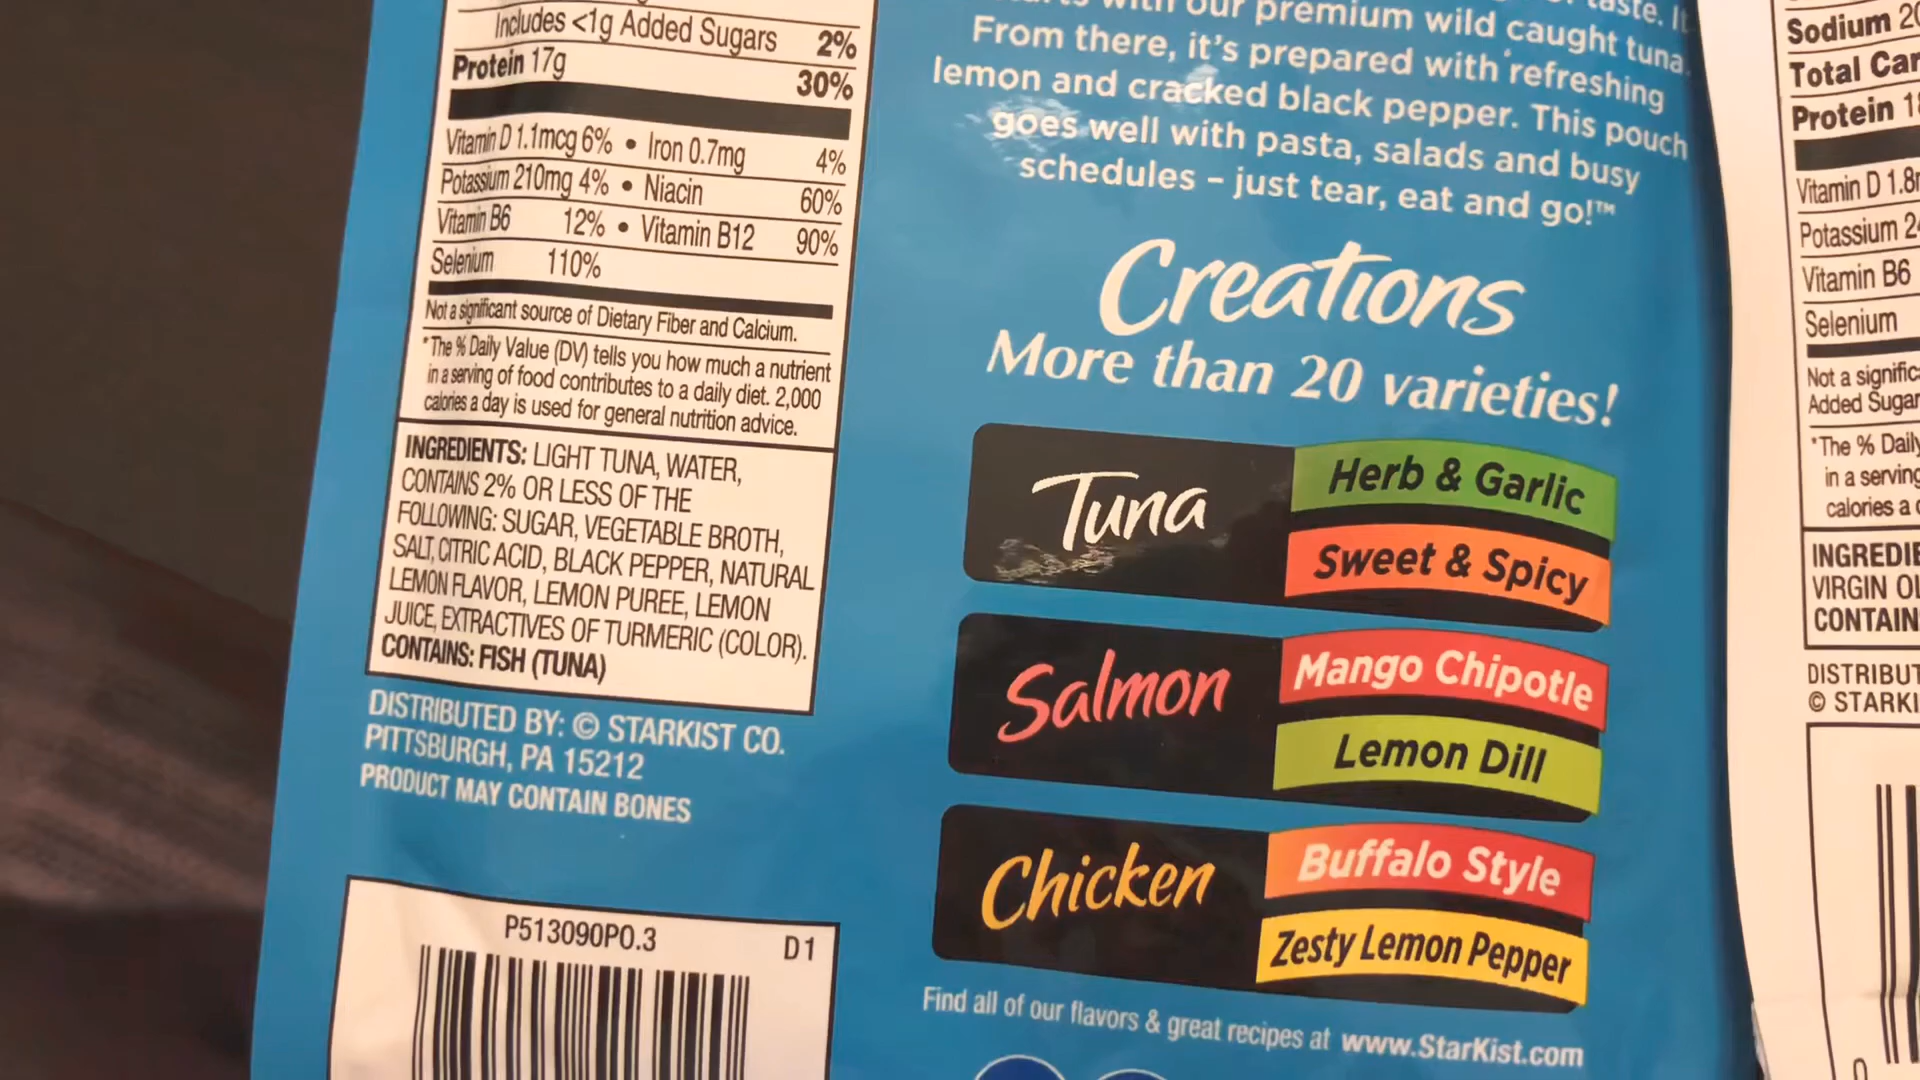 Includes <1g Added Sugars 2%
Protein 17g 30%
Vitamin D 1.1mcg 6% • Iron 0.7mg 4%
Potassium 210mg 4% • Niacin 60%
Vitamin B6 12% • Vitamin B12 90%
Selenium 110%
Not a significant source of Dietary Fiber and Calcium.
*The % Daily Value (DV) tells you how much a nutrient
in a serving of food contributes to a daily diet. 2,000
calories a day is used for general nutrition advice.
INGREDIENTS: LIGHT TUNA, WATER,
CONTAINS 2% OR LESS OF THE
FOLLOWING: SUGAR, VEGETABLE BROTH,
SALT, CITRIC ACID, BLACK PEPPER, NATURAL
LEMON FLAVOR, LEMON PUREE, LEMON
JUICE, EXTRACTIVES OF TURMERIC (COLOR).
CONTAINS: FISH (TUNA)
DISTRIBUTED BY: © STARKIST CO.
PITTSBURGH, PA 15212
PRODUCT MAY CONTAIN BONES
P513090PO.3 D1
taste. It
with our premium wild caught tuna.
From there, it's prepared with refreshing
lemon and cracked black pepper. This pouch
goes well with pasta, salads and busy
schedules – just tear, eat and go!™
Creations
More than 20 varieties!
Tuna
Herb & Garlic
Sweet & Spicy
Salmon
Mango Chipotle
Lemon Dill
Chicken
Buffalo Style
Zesty Lemon Pepper
Find all of our flavors & great recipes at www.StarKist.com
Sodium
Total
Protein
Vitamin D
Potassium
Vitamin B6
Selenium
Not a
Added
*The % Daily
in a serving
calories a
VIRGIN
© 
0